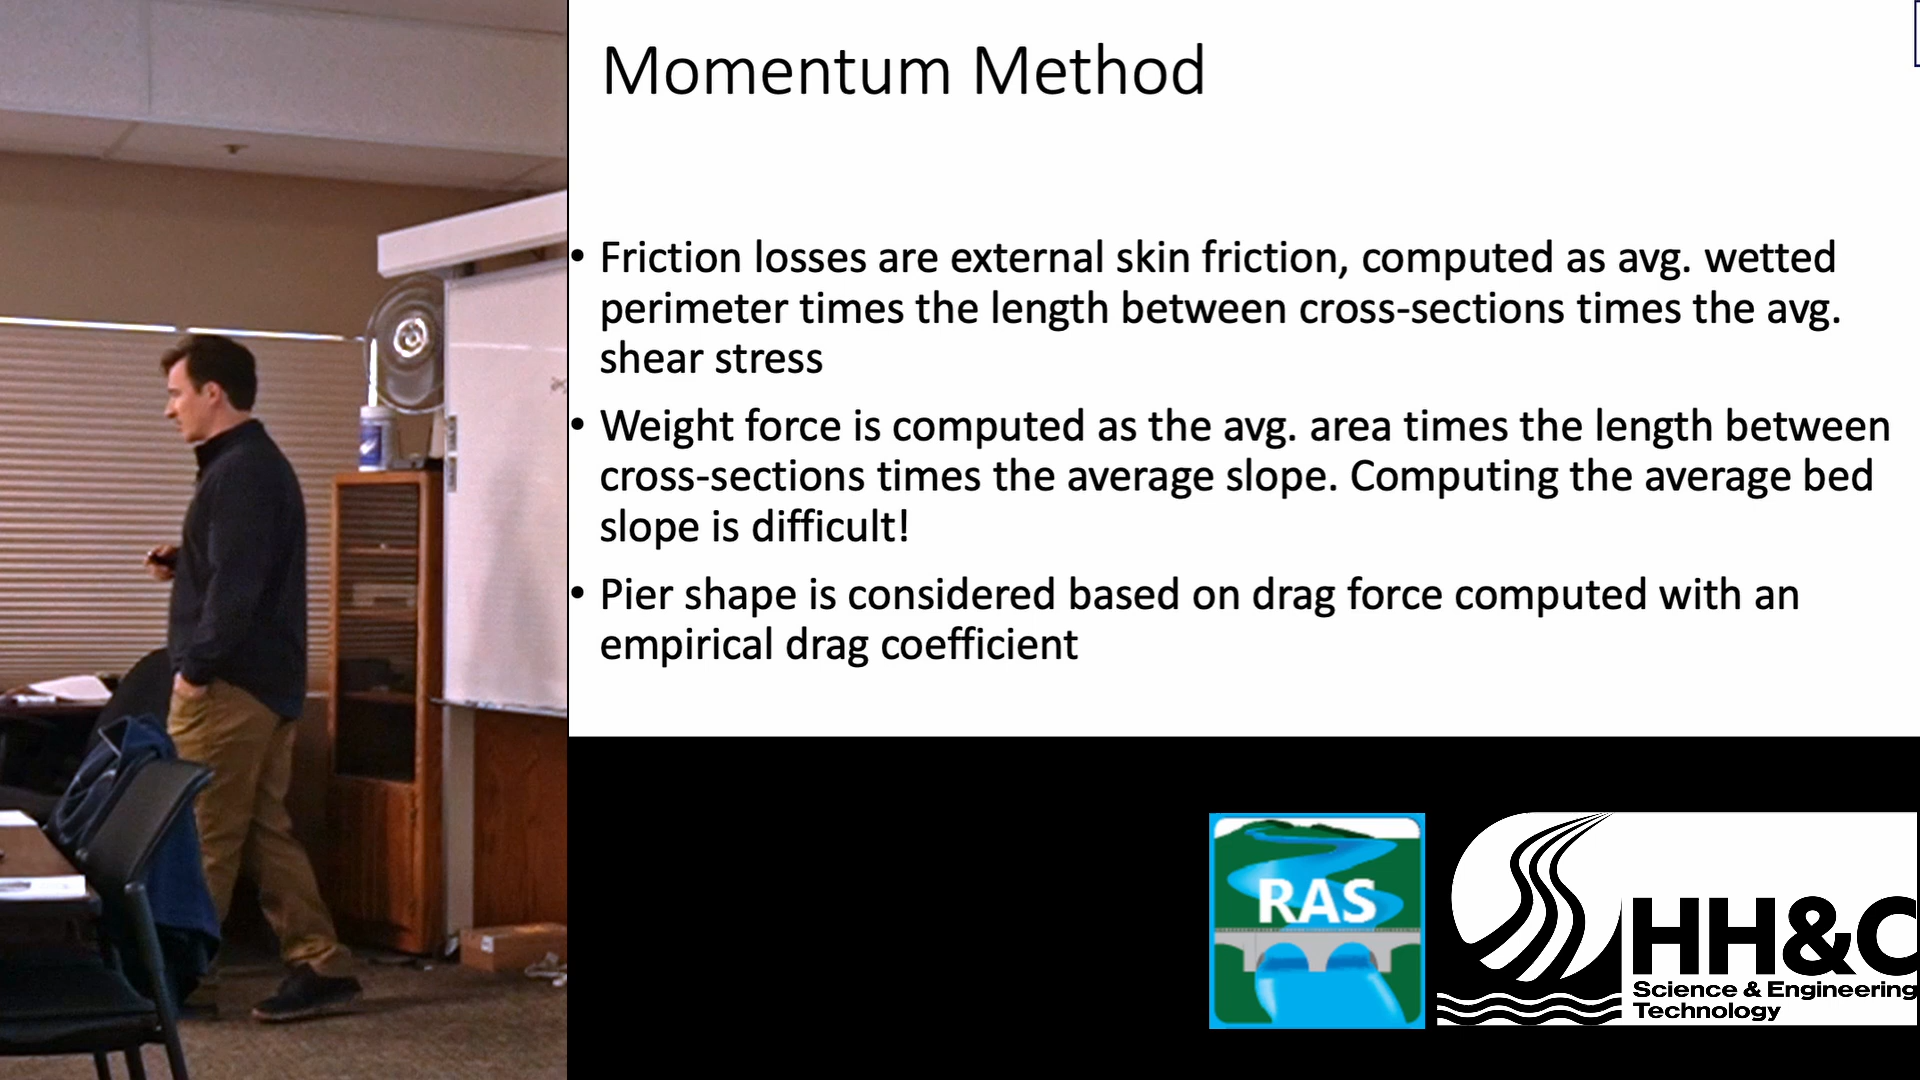 Momentum Method
• Friction losses are external skin friction, computed as avg. wetted
perimeter times the length between cross-sections times the avg.
shear stress
• Weight force is computed as the avg. area times the length between
cross-sections times the average slope. Computing the average bed
slope is difficult!
• Pier shape is considered based on drag force computed with an
empirical drag coefficient
RAS
HH&C
Science & Engineering
Technology